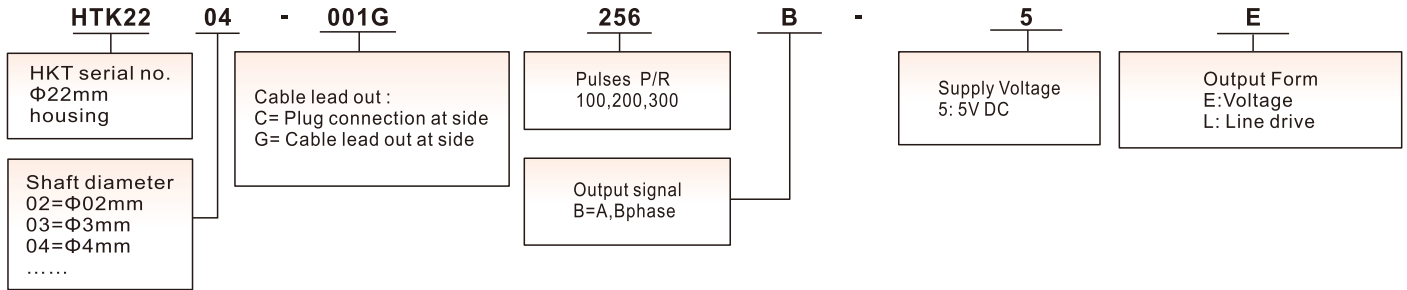 HTK22 04 - 001G 256 B - 5 E
HKT serial no.
Φ22mm
housing
Shaft diameter
02=Φ02mm
03=Φ3mm
04=Φ4mm
......
Cable lead out :
C= Plug connection at side
G= Cable lead out at side
Pulses P/R
100,200,300
Output signal
B=A,Bphase
Supply Voltage
5: 5V DC
Output Form
E:Voltage
L: Line drive